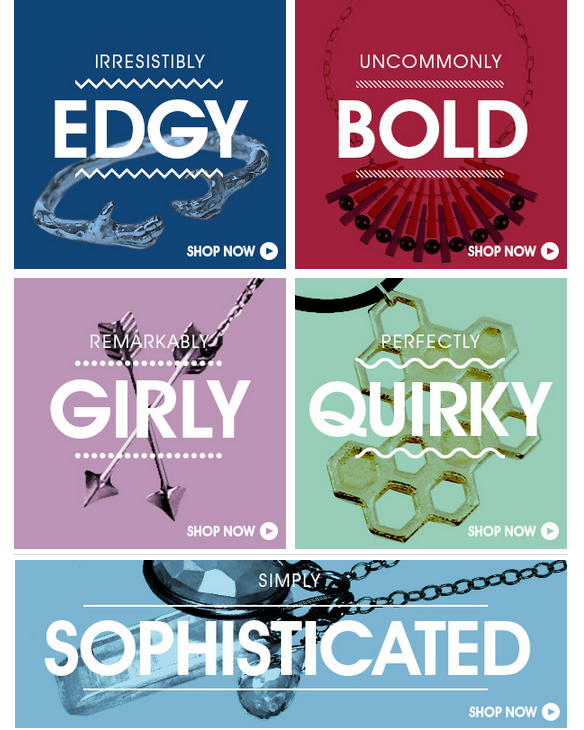 IRRESISTIBLY
EDGY
SHOP NOW
UNCOMMONLY
BOLD
SHOP NOW
REMARKABLY
GIRLY
SHOP NOW
PERFECTLY
QUIRKY
SHOP NOW
SIMPLY
SOPHISTICATED
SHOP NOW